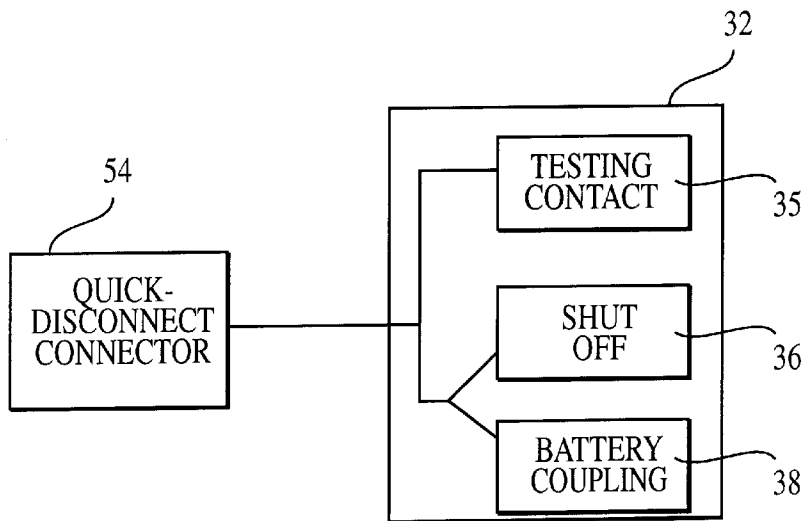 32
54
TESTING
CONTACT
35
QUICK-
DISCONNECT
CONNECTOR
SHUT
OFF
36
BATTERY
COUPLING
38